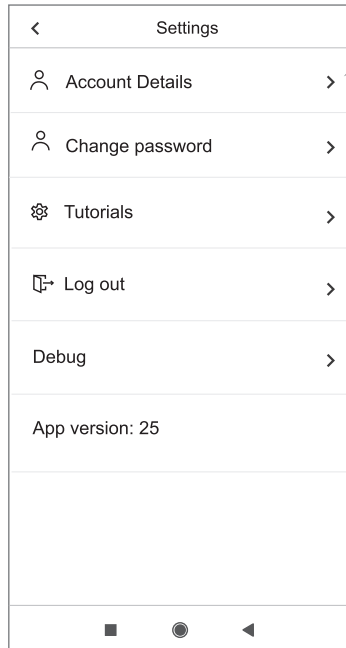 Settings
Account Details
Change password
Tutorials
Log out
Debug
App version: 25